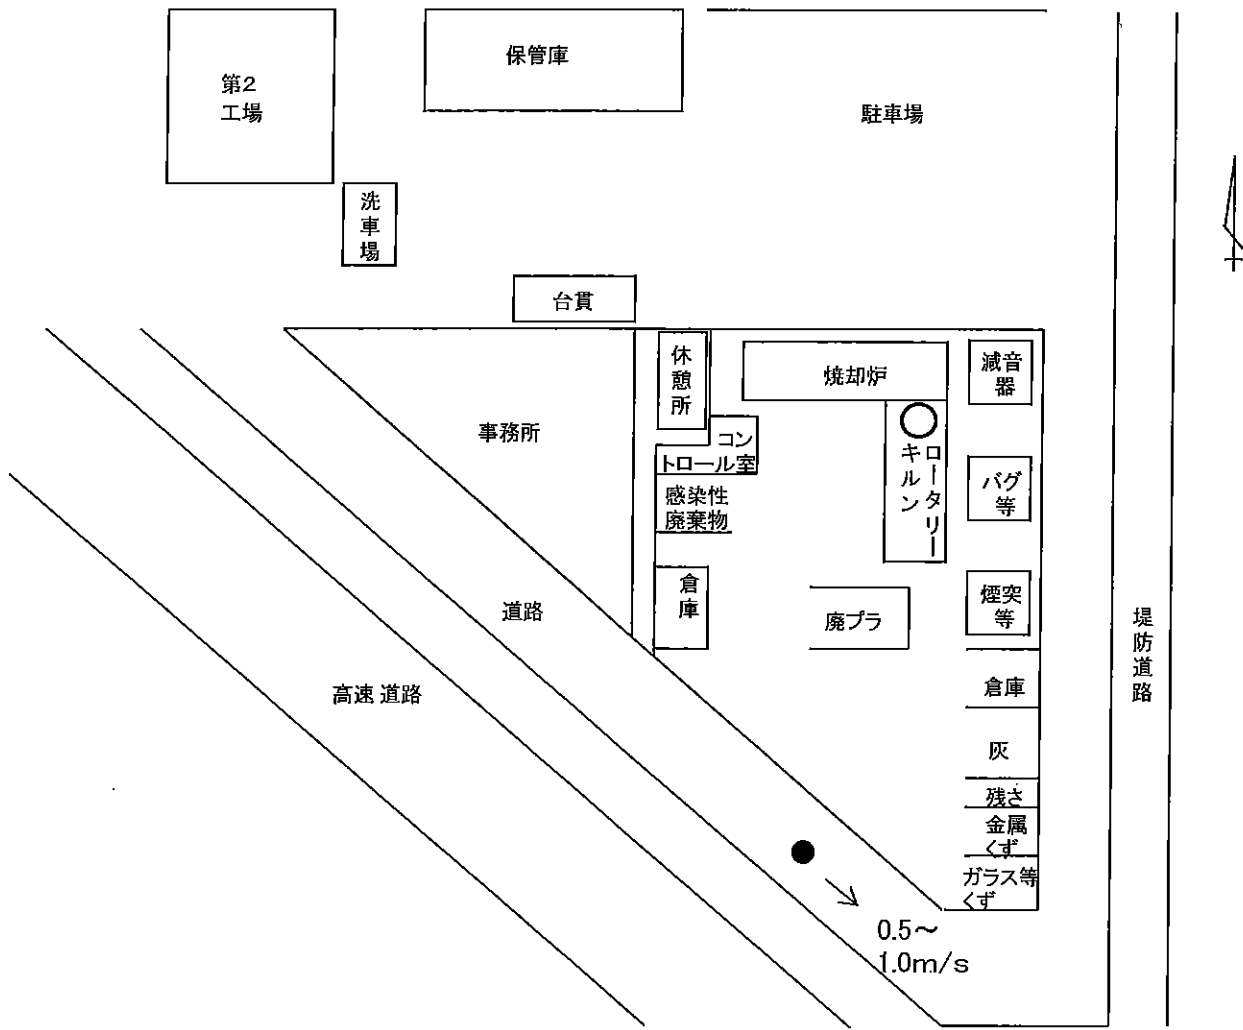 保管庫
第2
工場
駐車場
洗
車
場
台貫
休
憩
所
焼却炉
減音
器
事務所
コン
トロール室
ロータリー
キルン
バグ
等
感染性
廃棄物
倉
庫
廃プラ
煙突
等
道路
堤
防
道
路
高速 道路
倉庫
灰
残さ
金属
くず
ガラス等
くず
0.5～
1.0m/s